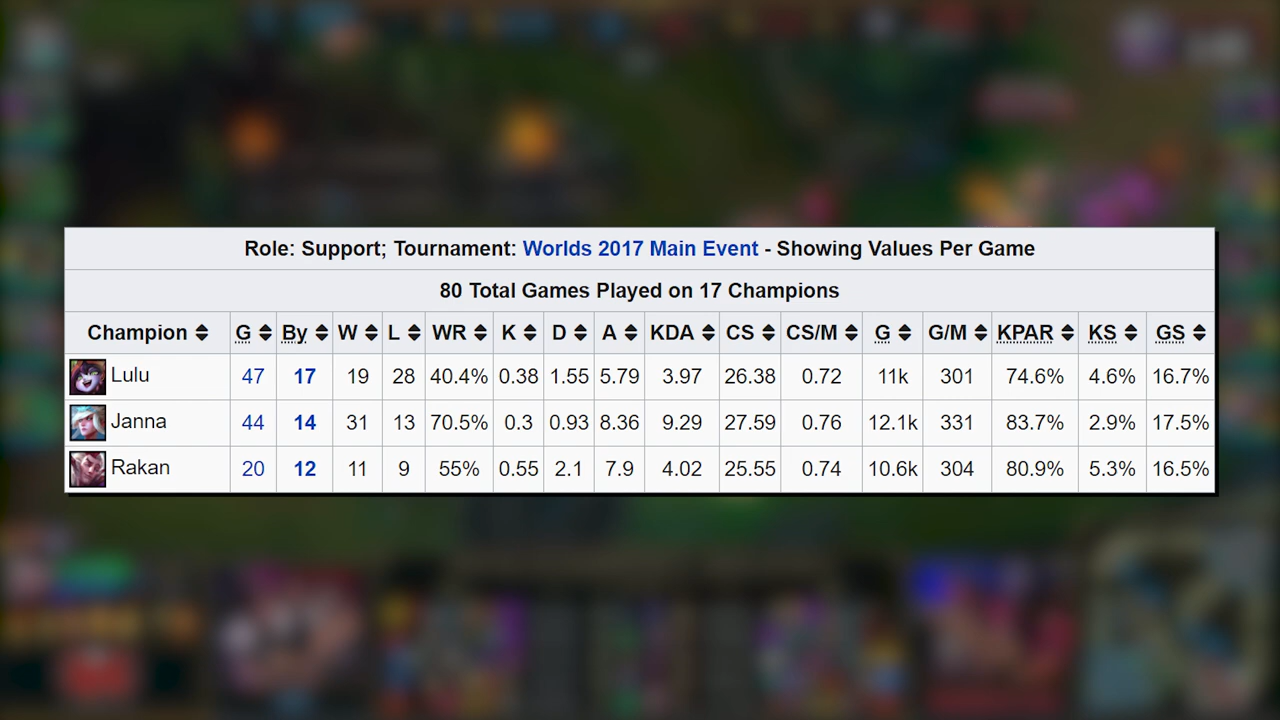 Role: Support; Tournament: Worlds 2017 Main Event - Showing Values Per Game
80 Total Games Played on 17 Champions
Champion G By W L WR K D A KDA CS CS/M G G/M KPAR KS GS
Lulu 47 17 19 28 40.4% 0.38 1.55 5.79 3.97 26.38 0.72 11k 301 74.6% 4.6% 16.7%
Janna 44 14 31 13 70.5% 0.3 0.93 8.36 9.29 27.59 0.76 12.1k 331 83.7% 2.9% 17.5%
Rakan 20 12 11 9 55% 0.55 2.1 7.9 4.02 25.55 0.74 10.6k 304 80.9% 5.3% 16.5%